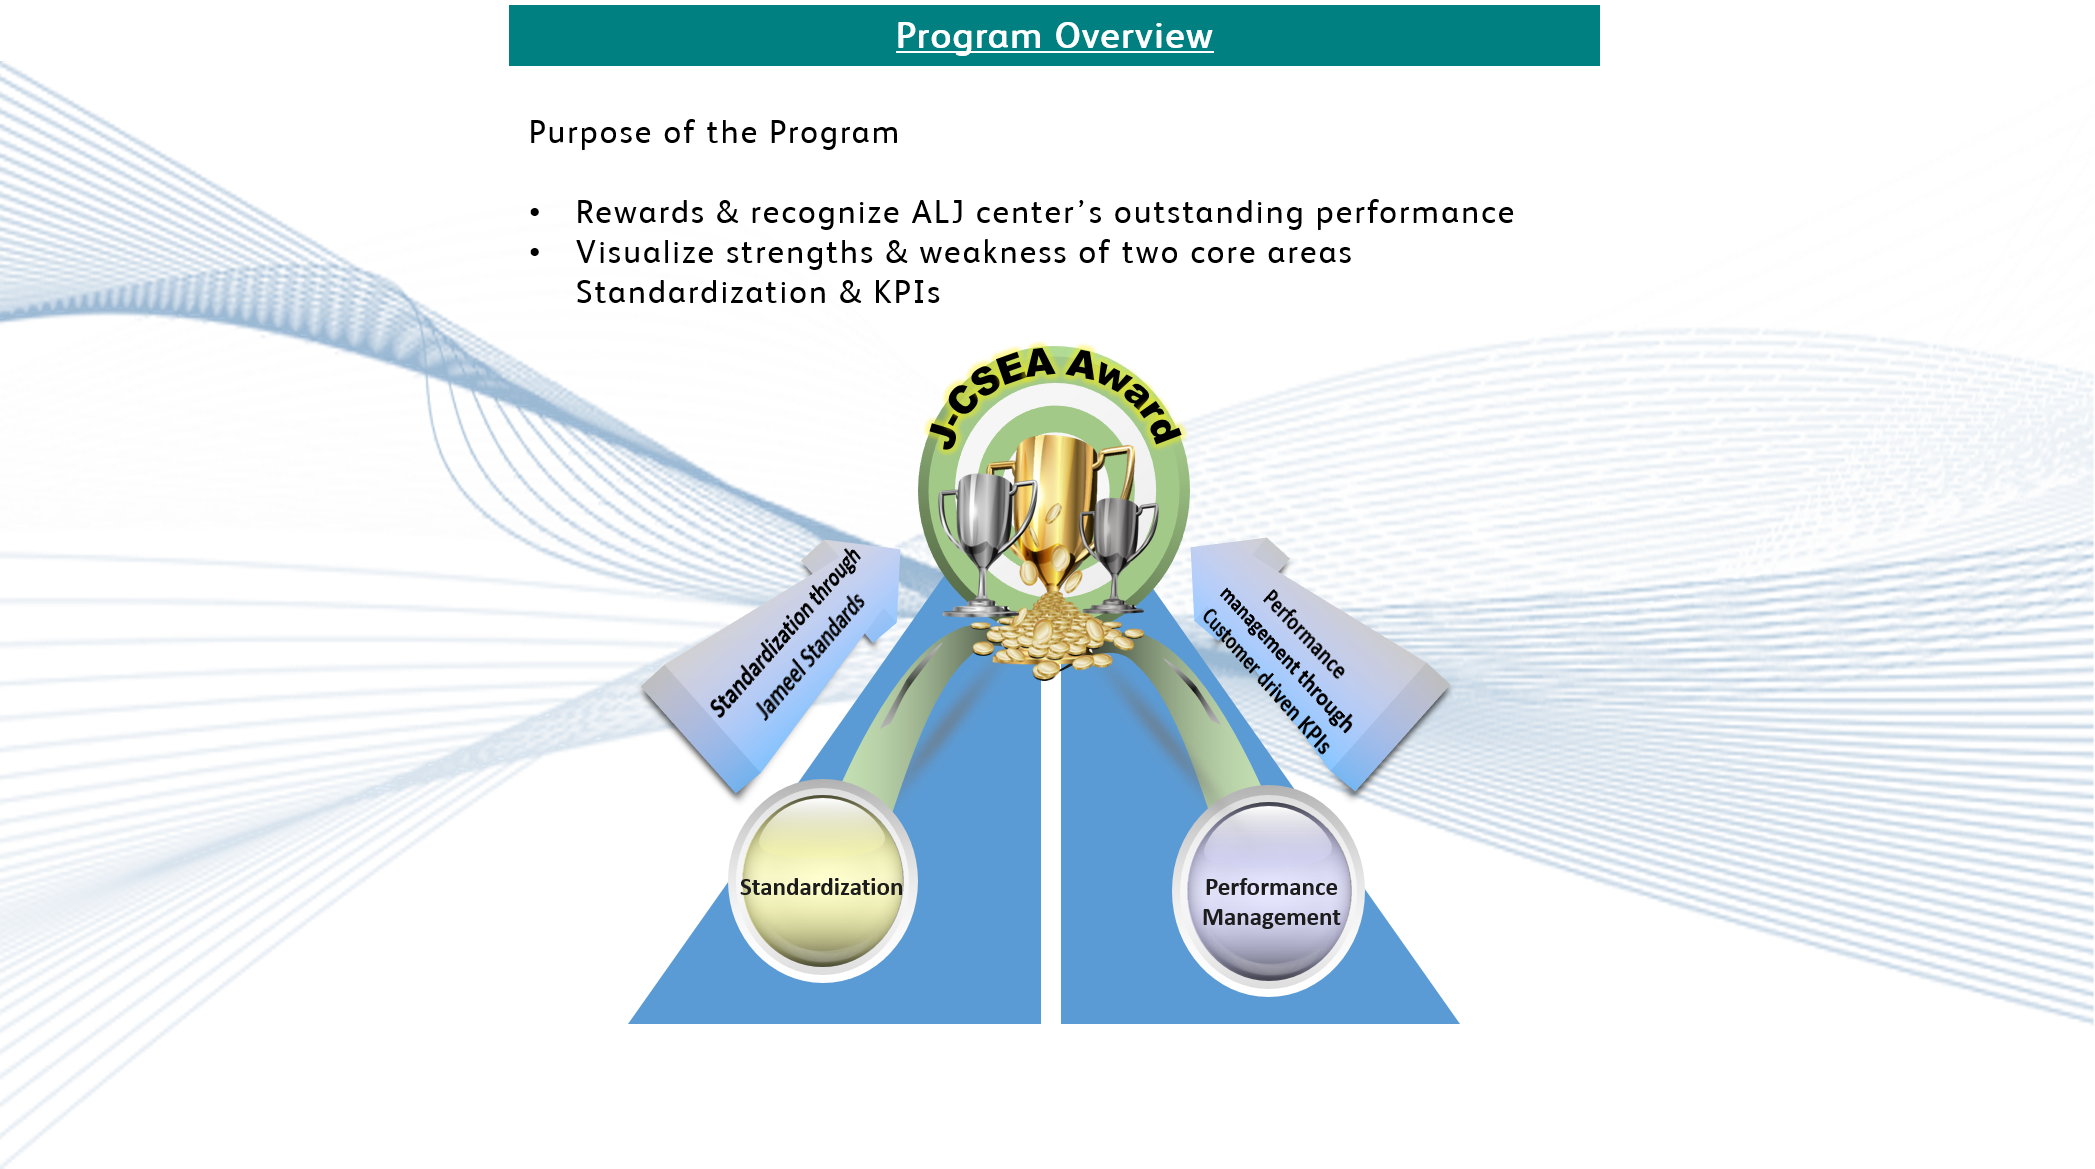 Program Overview
Purpose of the Program
• Rewards & recognize ALJ center’s outstanding performance
• Visualize strengths & weakness of two core areas
Standardization & KPIs
J-CSEA Award
Standardization through
Jameel Standards
Performance
management through
Customer driven KPIs
Standardization
Performance
Management